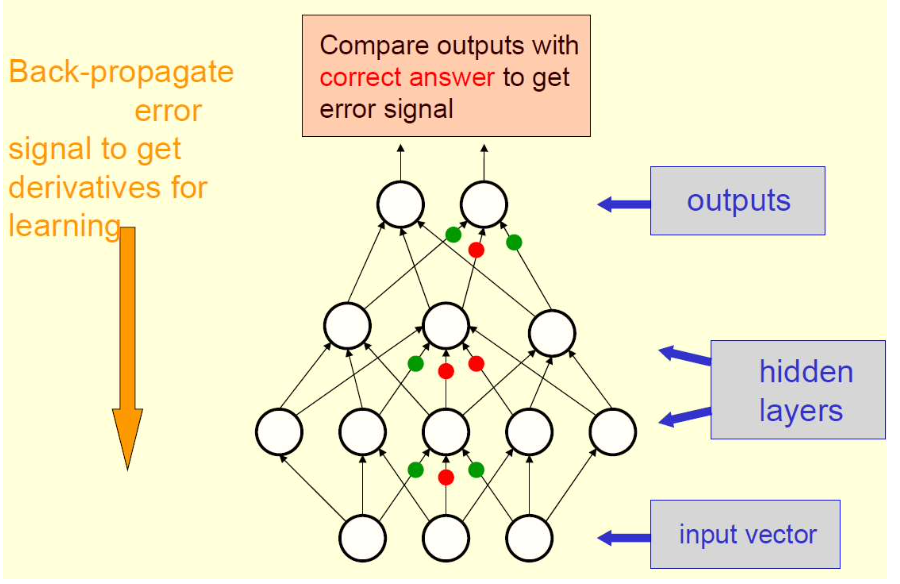 Compare outputs with
correct answer to get
error signal
Back-propagate
error
signal to get
derivatives for
learning
outputs
hidden
layers
input vector